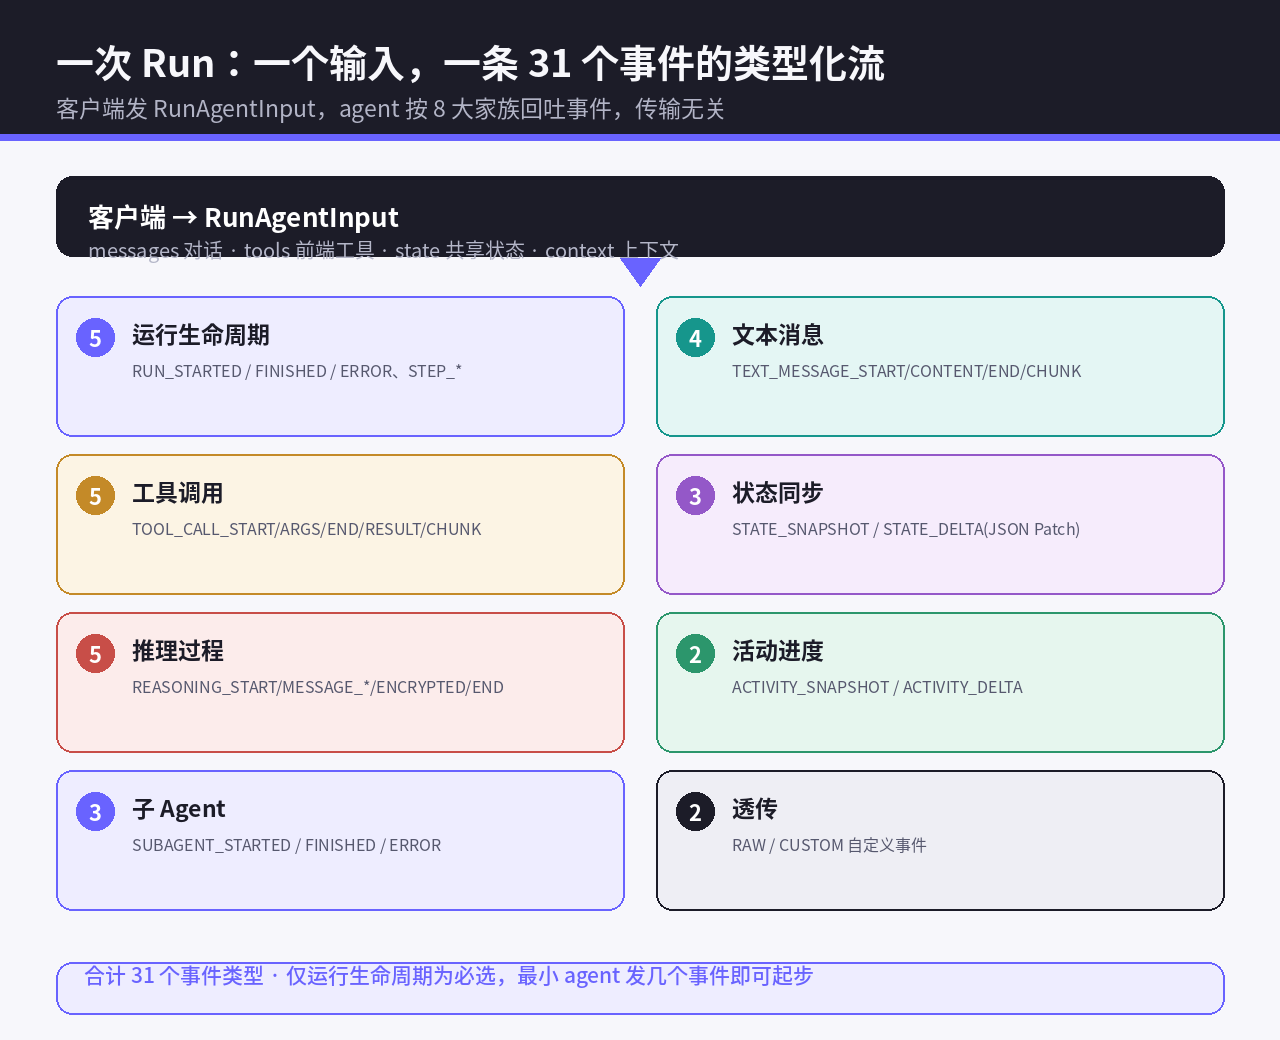 一次 Run：一个输入，一条 31 个事件的类型化流
客户端发 RunAgentInput，agent 按 8 大家族回吐事件，传输无关
客户端 → RunAgentInput
messages 对话 · tools 前端工具 · state 共享状态 · context 上下文
5 运行生命周期
RUN_STARTED / FINISHED / ERROR、STEP_*
4 文本消息
TEXT_MESSAGE_START/CONTENT/END/CHUNK
5 工具调用
TOOL_CALL_START/ARGS/END/RESULT/CHUNK
3 状态同步
STATE_SNAPSHOT / STATE_DELTA(JSON Patch)
5 推理过程
REASONING_START/MESSAGE_*/ENCRYPTED/END
2 活动进度
ACTIVITY_SNAPSHOT / ACTIVITY_DELTA
3 子 Agent
SUBAGENT_STARTED / FINISHED / ERROR
2 透传
RAW / CUSTOM 自定义事件
合计 31 个事件类型 · 仅运行生命周期为必选，最小 agent 发几个事件即可起步